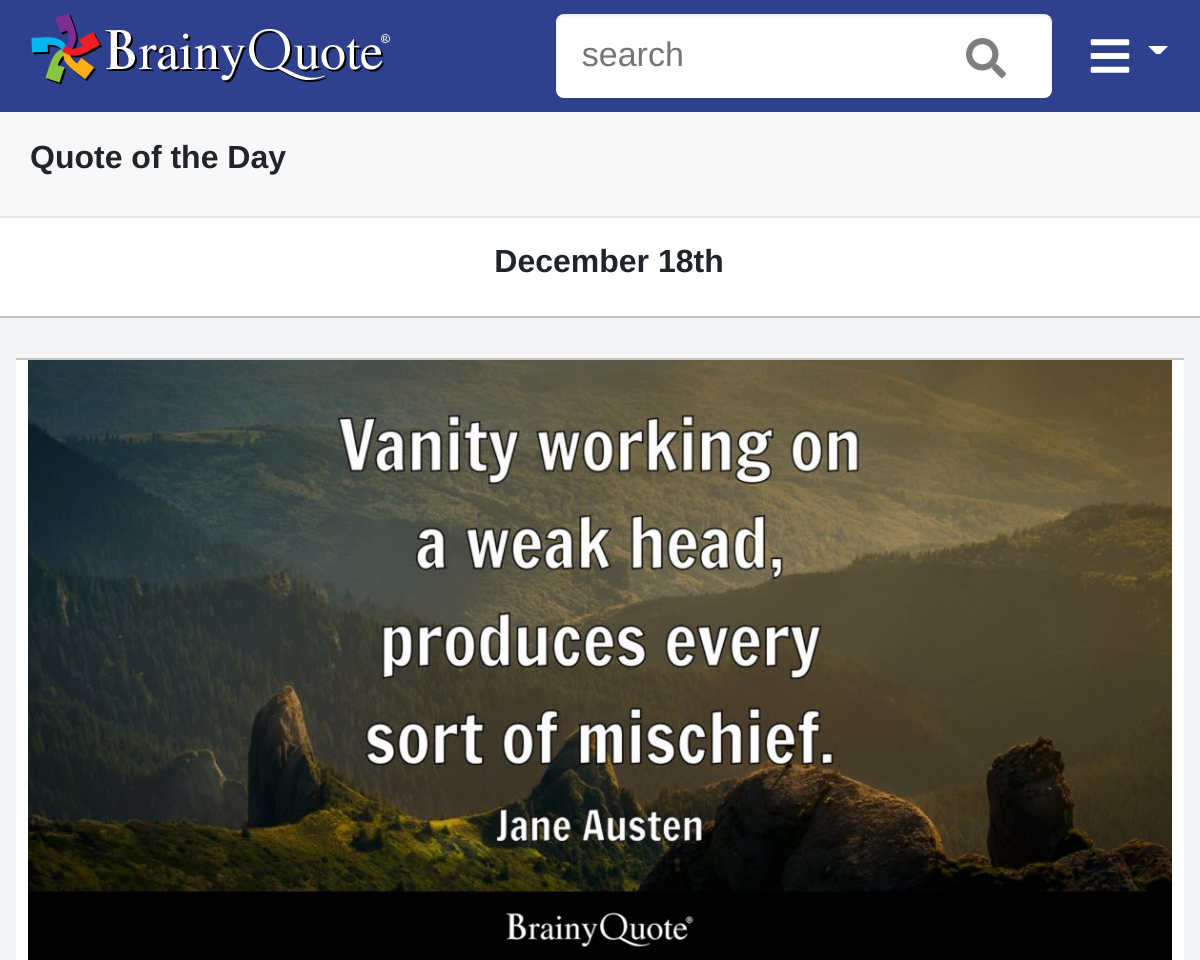 BrainyQuote®
search
Quote of the Day
December 18th
Vanity working on
a weak head,
produces every
sort of mischief.
Jane Austen
BrainyQuote®